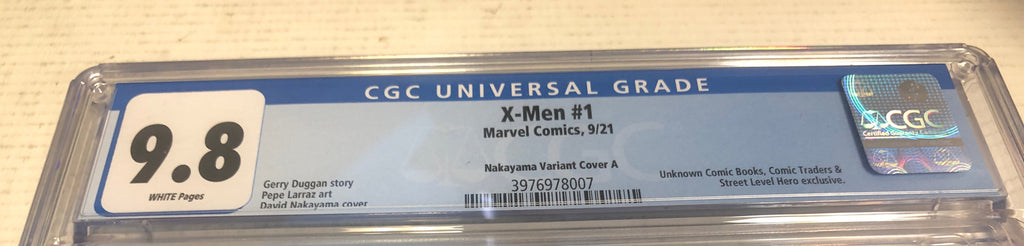 CGC UNIVERSAL GRADE
X-Men #1
Marvel Comics, 9/21
9.8
WHITE Pages
Gerry Duggan story
Pepe Larraz art
David Nakayama cover
Nakayama Variant Cover A
3976978007
Unknown Comic Books, Comic Traders &
Street Level Hero exclusive.
CGC